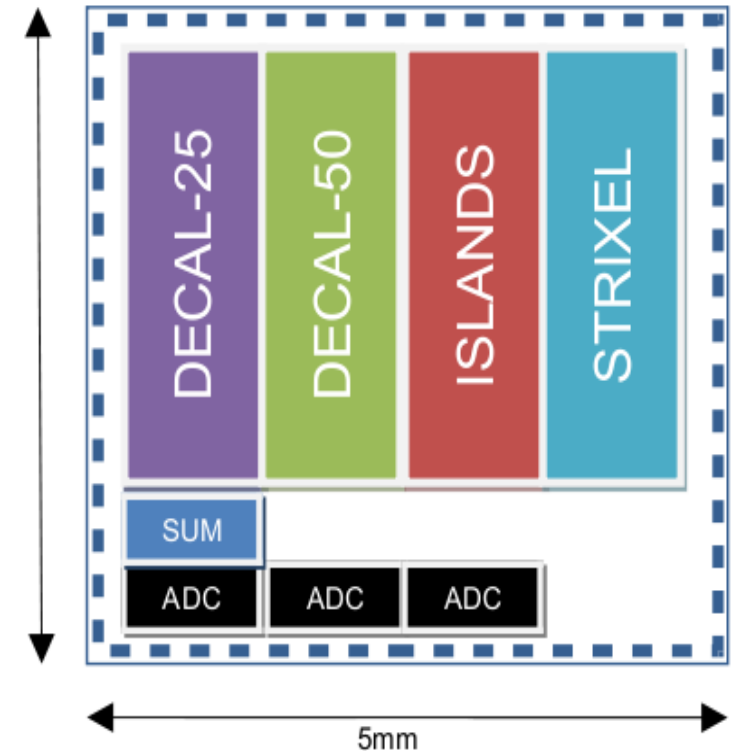 DECAL-25
DECAL-50
ISLANDS
STRIXEL
SUM
ADC
ADC
ADC
5mm